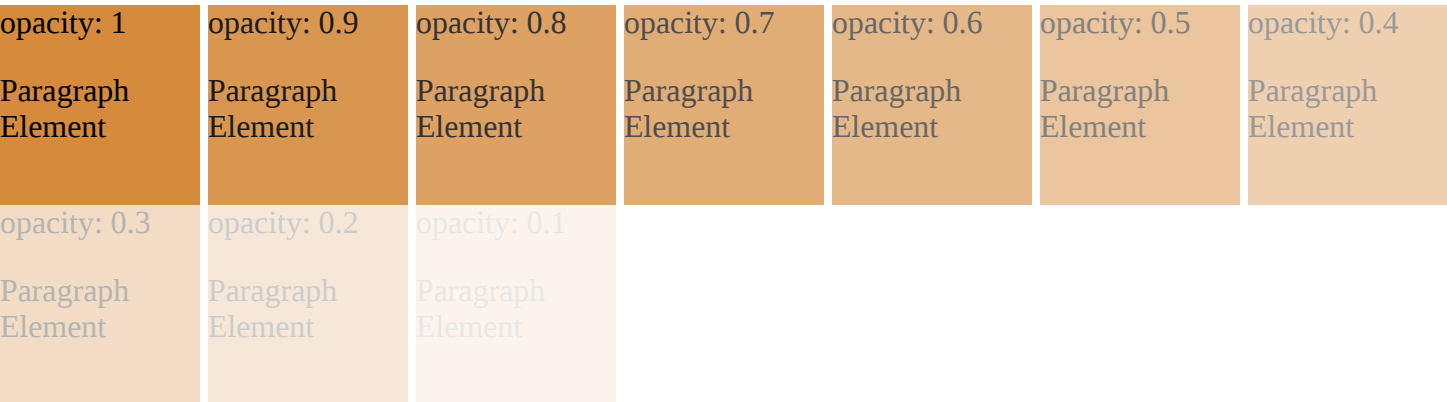 opacity: 1
Paragraph
Element
opacity: 0.9
Paragraph
Element
opacity: 0.8
Paragraph
Element
opacity: 0.7
Paragraph
Element
opacity: 0.6
Paragraph
Element
opacity: 0.5
Paragraph
Element
opacity: 0.4
Paragraph
Element
opacity: 0.3
Paragraph
Element
opacity: 0.2
Paragraph
Element
opacity: 0.1
Paragraph
Element